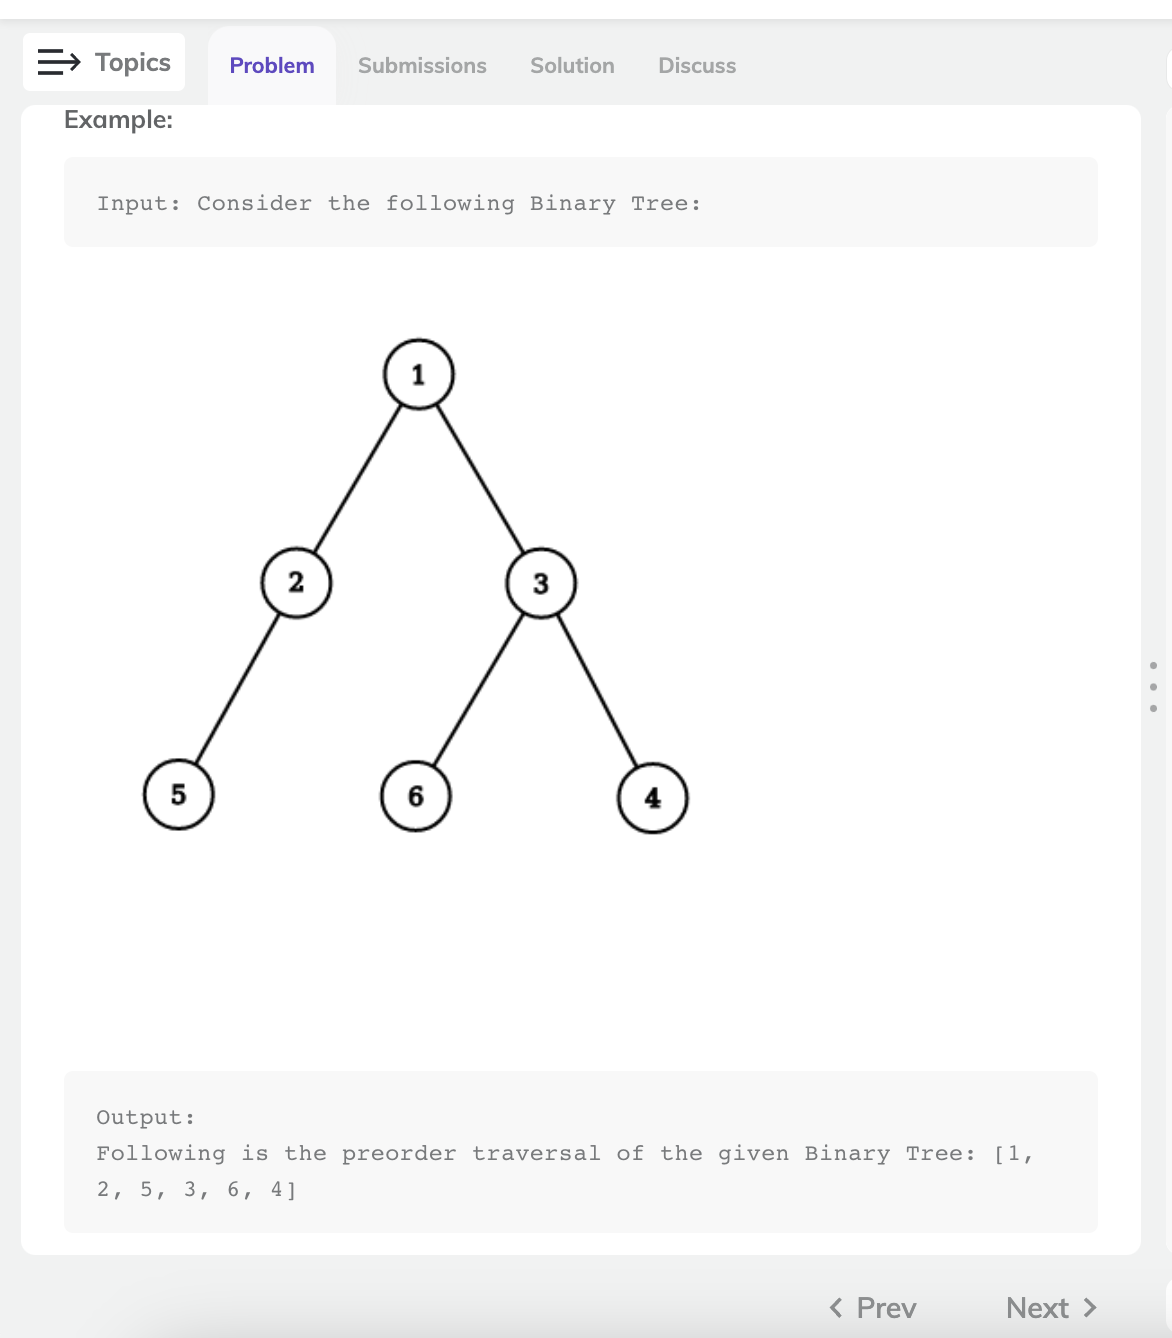 Topics
Problem Submissions Solution Discuss
Example:
Input: Consider the following Binary Tree:
1
2 3
5 6 4
Output:
Following is the preorder traversal of the given Binary Tree: [1,
2, 5, 3, 6, 4]
Prev Next